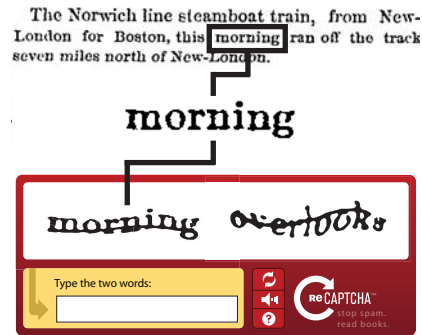 The Norwich line steamboat train, from New-
London for Boston, this morning ran off the track
seven miles north of New-London.
morning
morning overlooks
Type the two words:
reCAPTCHA™
stop spam.
read books.